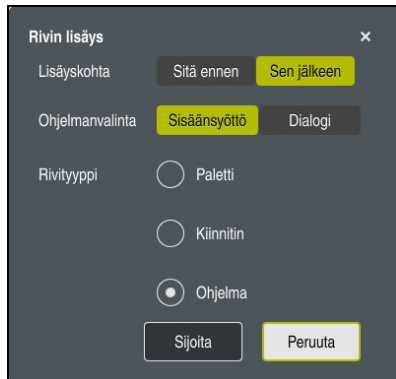 Rivin lisäys ×
Lisäyskohta Sitä ennen Sen jälkeen
Ohjelmanvalinta Sisäänsyöttö Dialogi
Rivityyppi Paletti
Kiinnitin
Ohjelma
Sijoita Peruuta